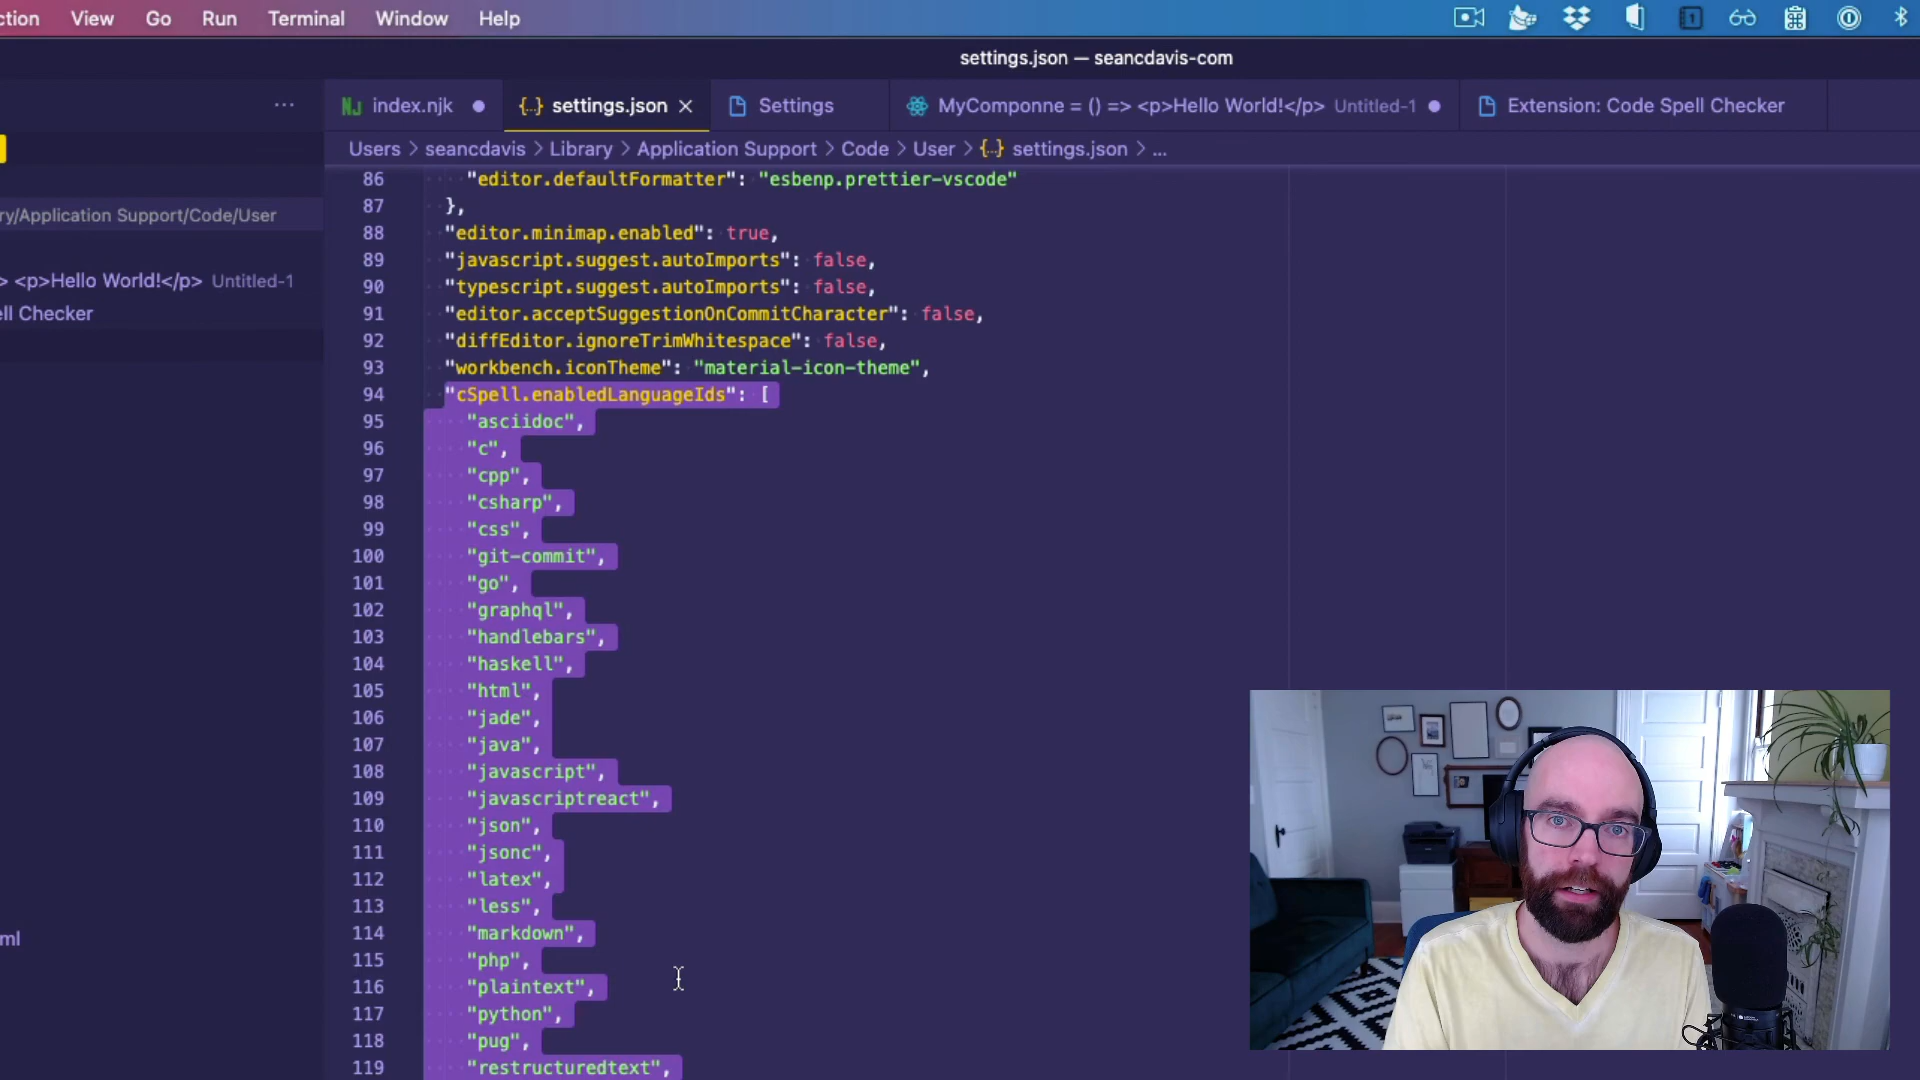 ction View Go Run Terminal Window Help
settings.json — seancdavis-com
... index.njk settings.json Settings MyComponne = () => <p>Hello World!</p> Untitled-1 Extension: Code Spell Checker
Users > seancdavis > Library > Application Support > Code > User > {..} settings.json > ...
ry/Application Support/Code/User
> <p>Hello World!</p> Untitled-1
ell Checker
ml
86 "editor.defaultFormatter": "esbenp.prettier-vscode"
87 },
88 "editor.minimap.enabled": true,
89 "javascript.suggest.autoImports": false,
90 "typescript.suggest.autoImports": false,
91 "editor.acceptSuggestionOnCommitCharacter": false,
92 "diffEditor.ignoreTrimWhitespace": false,
93 "workbench.iconTheme": "material-icon-theme",
94 "cSpell.enabledLanguageIds": [
95 "asciidoc",
96 "c",
97 "cpp",
98 "csharp",
99 "css",
100 "git-commit",
101 "go",
102 "graphql",
103 "handlebars",
104 "haskell",
105 "html",
106 "jade",
107 "java",
108 "javascript",
109 "javascriptreact",
110 "json",
111 "jsonc",
112 "latex",
113 "less",
114 "markdown",
115 "php",
116 "plaintext",
117 "python",
118 "pug",
119 "restructuredtext",